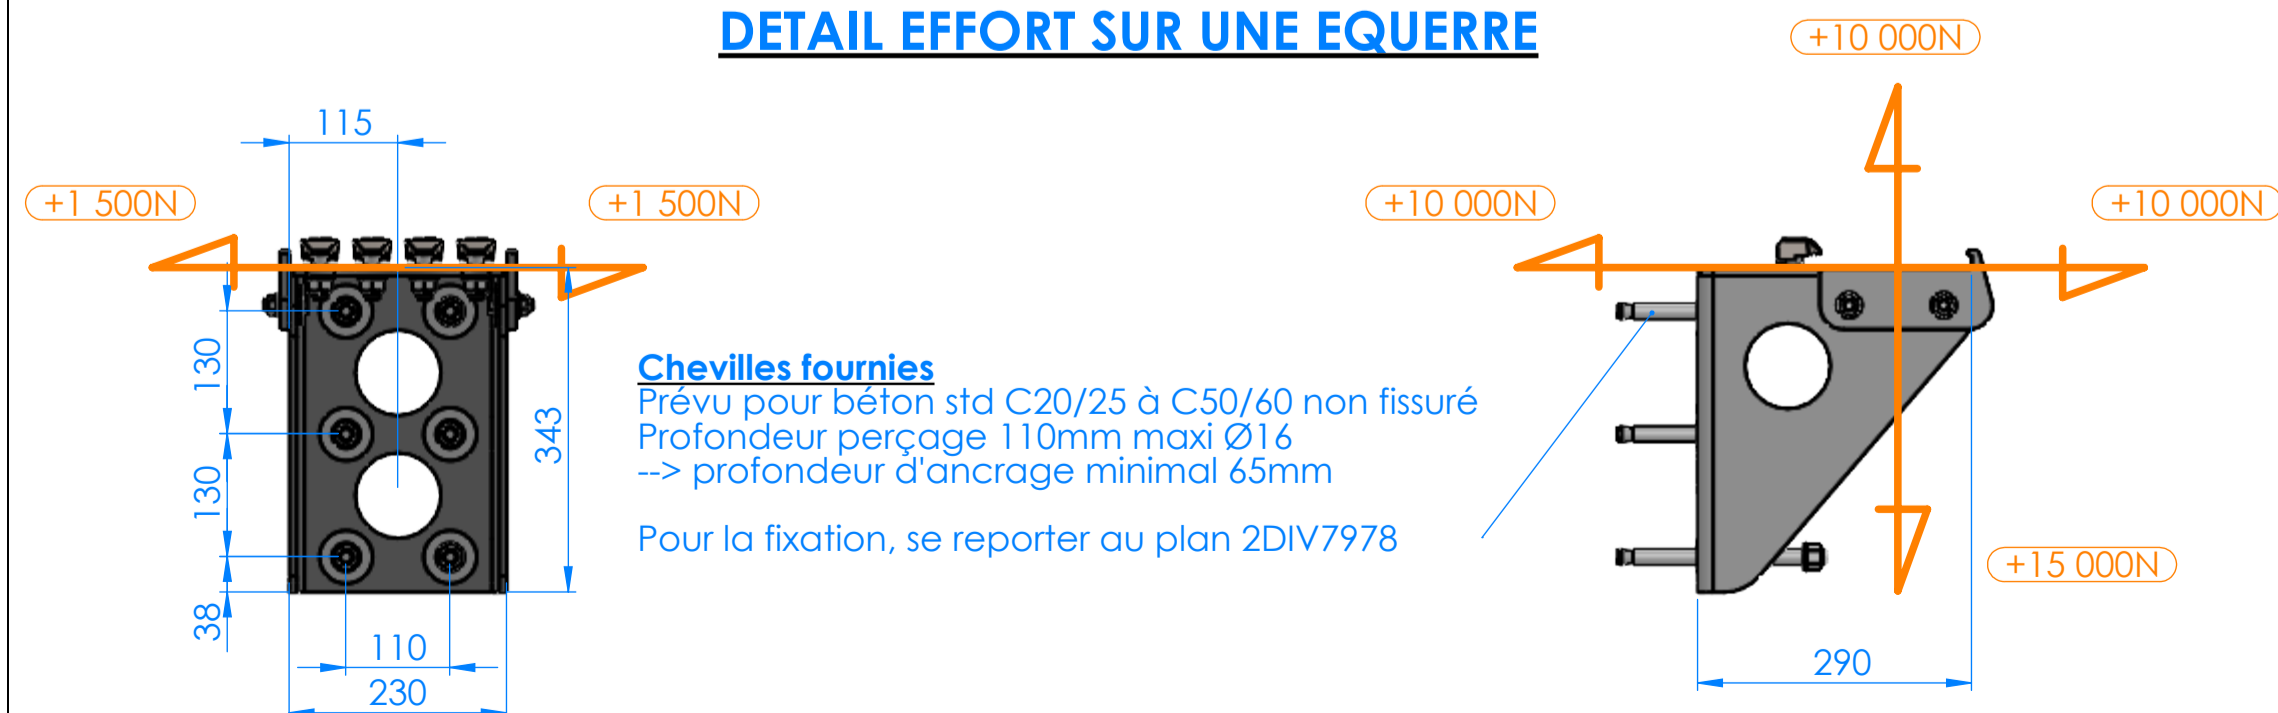 DETAIL EFFORT SUR UNE EQUERRE
+10 000N
115
+1 500N
+1 500N
+10 000N
+10 000N
130
130
38
343
110
230
Chevilles fournies
Prévu pour béton std C20/25 à C50/60 non fissuré
Profondeur perçage 110mm maxi Ø16
--> profondeur d'ancrage minimal 65mm
Pour la fixation, se reporter au plan 2DIV7978
+15 000N
290